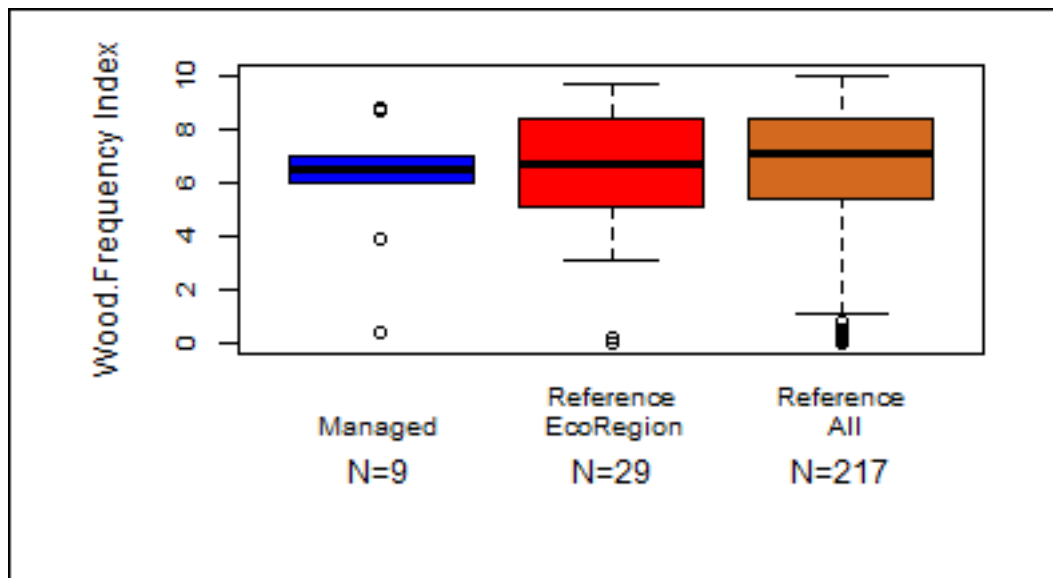 Wood.Frequency Index
10
8
6
4
2
0
Managed
Reference
EcoRegion
Reference
All
N=9
N=29
N=217